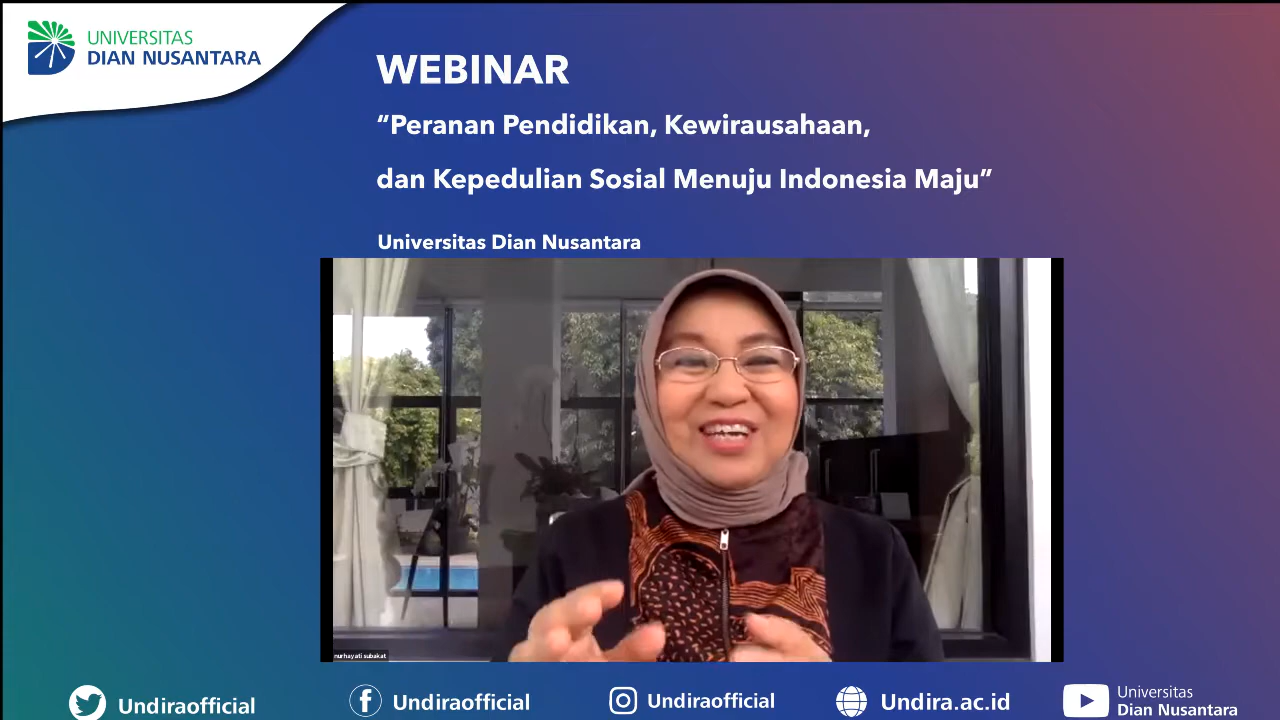 UNIVERSITAS
DIAN NUSANTARA
WEBINAR
“Peranan Pendidikan, Kewirausahaan,
dan Kepedulian Sosial Menuju Indonesia Maju”
Universitas Dian Nusantara
nurhayati subakat
Undiraofficial
Undiraofficial
Undiraofficial
Undira.ac.id
Universitas
Dian Nusantara